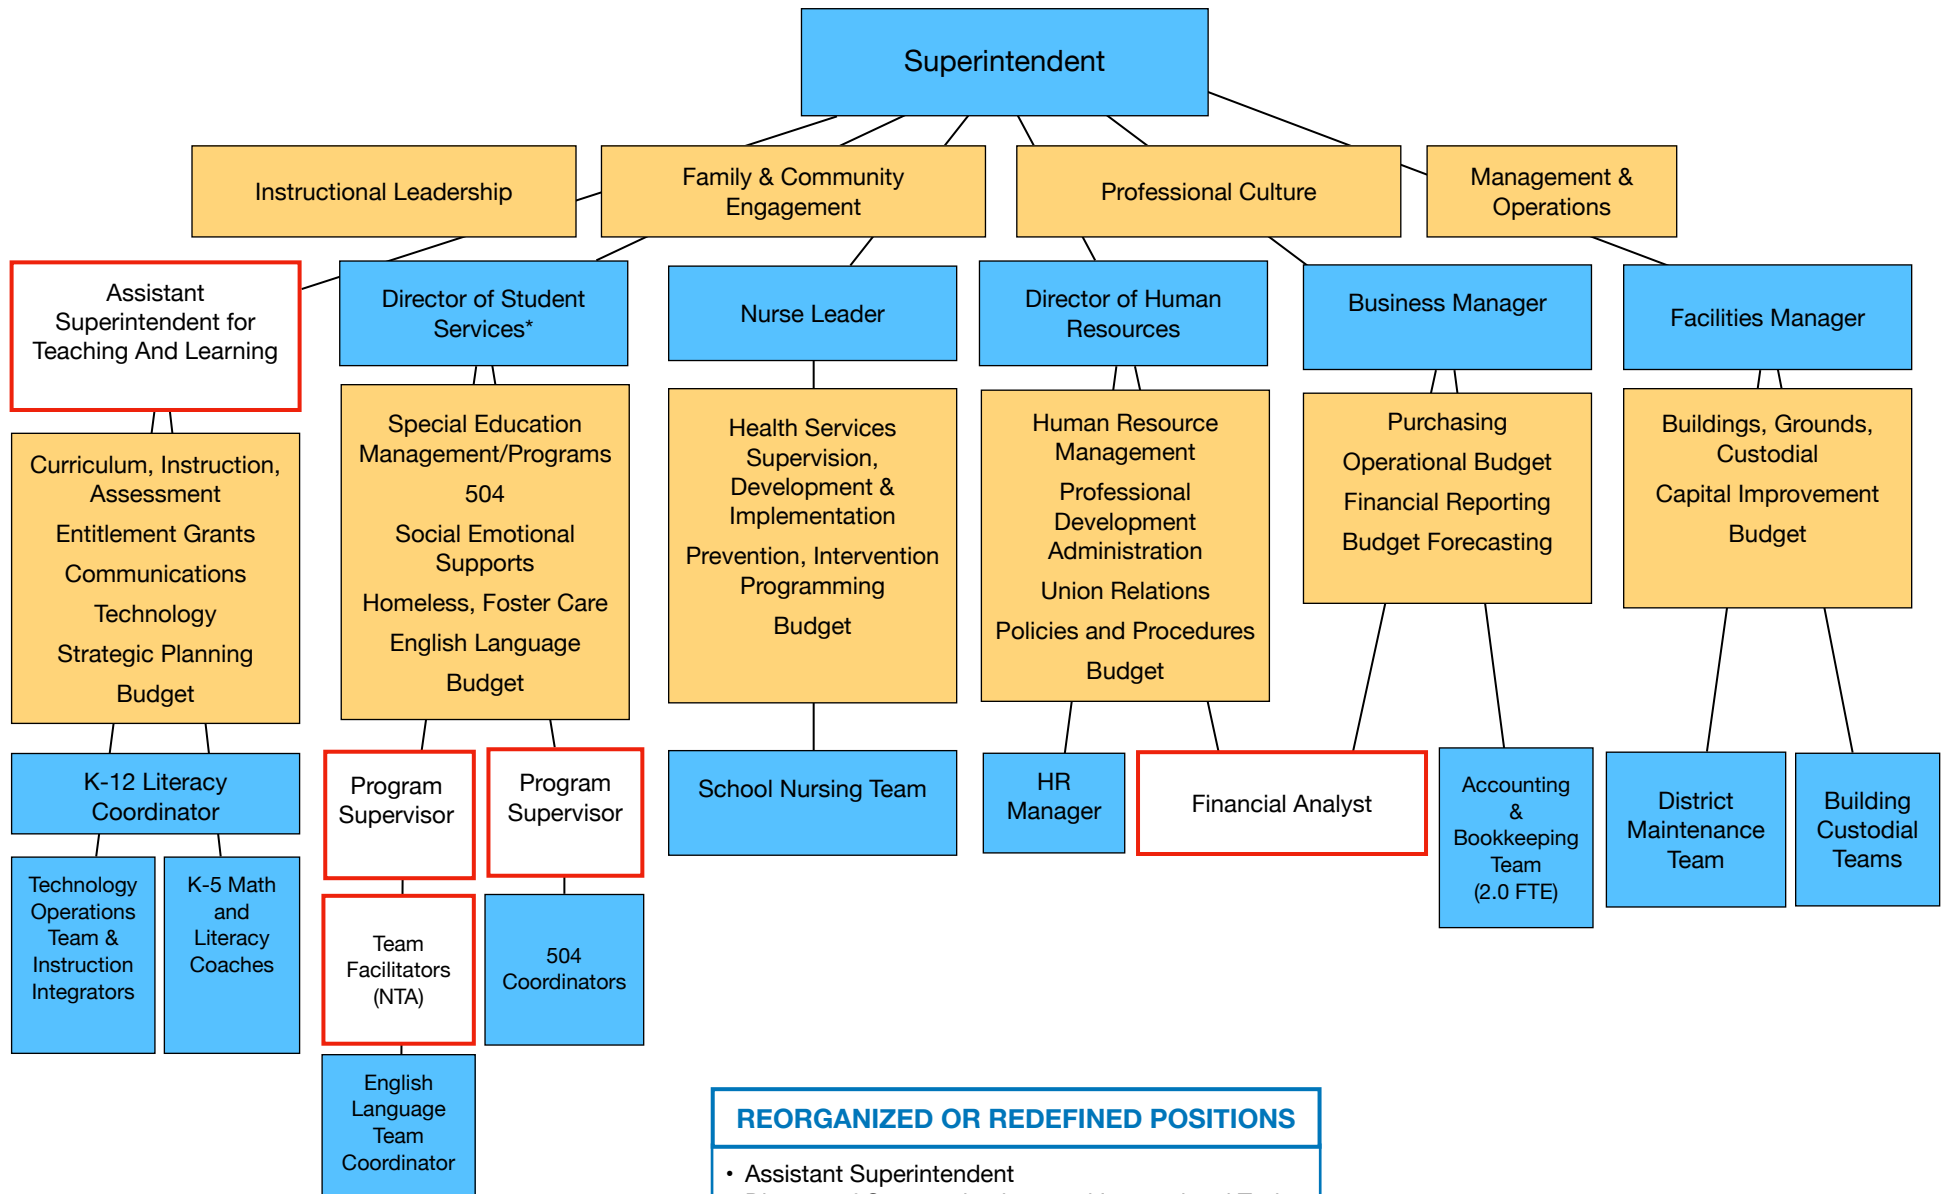 Superintendent
Instructional Leadership
Family & Community
Engagement
Professional Culture
Management &
Operations
Assistant
Superintendent for
Teaching And Learning
Director of Student
Services*
Nurse Leader
Director of Human
Resources
Business Manager
Facilities Manager
Curriculum, Instruction,
Assessment
Entitlement Grants
Communications
Technology
Strategic Planning
Budget
Special Education
Management/Programs
504
Social Emotional
Supports
Homeless, Foster Care
English Language
Budget
Health Services
Supervision,
Development &
Implementation
Prevention, Intervention
Programming
Budget
Human Resource
Management
Professional
Development
Administration
Union Relations
Policies and Procedures
Budget
Purchasing
Operational Budget
Financial Reporting
Budget Forecasting
Buildings, Grounds,
Custodial
Capital Improvement
Budget
K-12 Literacy
Coordinator
Program
Supervisor
Program
Supervisor
School Nursing Team
HR
Manager
Financial Analyst
Accounting
&
Bookkeeping
Team
(2.0 FTE)
District
Maintenance
Team
Building
Custodial
Teams
Technology
Operations
Team &
Instruction
Integrators
K-5 Math
and
Literacy
Coaches
Team
Facilitators
(NTA)
504
Coordinators
English
Language
Team
Coordinator
REORGANIZED OR REDEFINED POSITIONS
• Assistant Superintendent